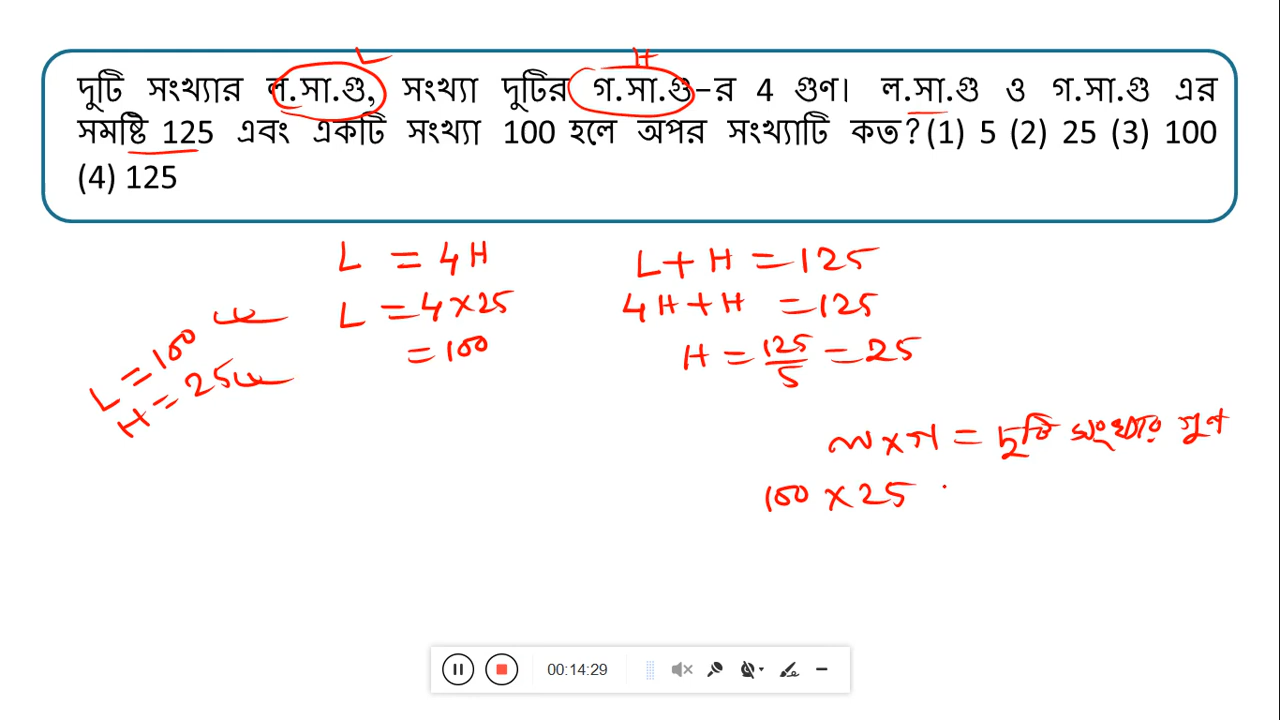 L
H
দুটি সংখ্যার ল.সা.গু, সংখ্যা দুটির গ.সা.গু–র 4 গুণ। ল.সা.গু ও গ.সা.গু এর
সমষ্টি 125 এবং একটি সংখ্যা 100 হলে অপর সংখ্যাটি কত? (1) 5 (2) 25 (3) 100
(4) 125
L = 4H
L = 4×25
= 100
L + H = 125
4H + H = 125
H = 125/5 = 25
L = 100
H = 25
ল × গ = দুটি সংখ্যার গুণ
100 × 25
00:14:29